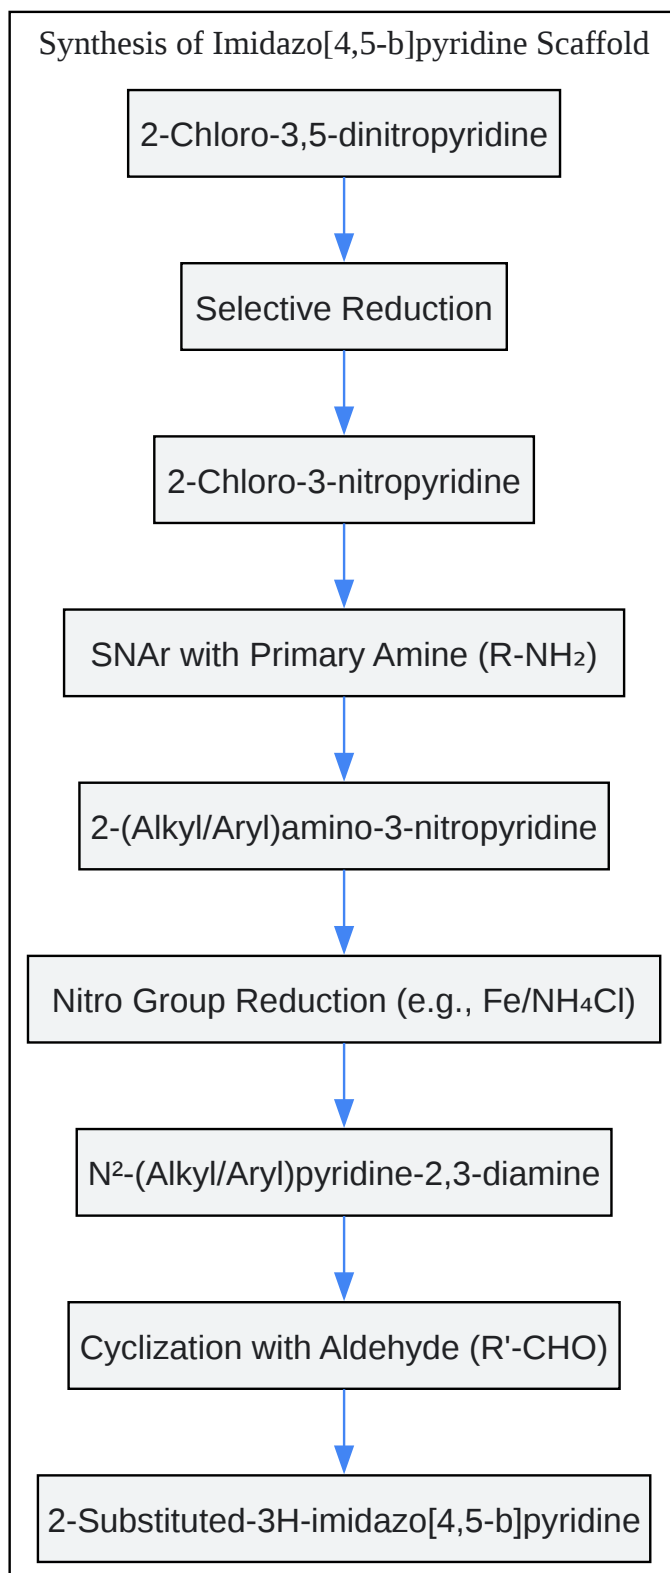 Synthesis of Imidazo[4,5-b]pyridine Scaffold
2-Chloro-3,5-dinitropyridine
Selective Reduction
2-Chloro-3-nitropyridine
SNAr with Primary Amine (R-NH₂)
2-(Alkyl/Aryl)amino-3-nitropyridine
Nitro Group Reduction (e.g., Fe/NH₄Cl)
N²-(Alkyl/Aryl)pyridine-2,3-diamine
Cyclization with Aldehyde (R'-CHO)
2-Substituted-3H-imidazo[4,5-b]pyridine